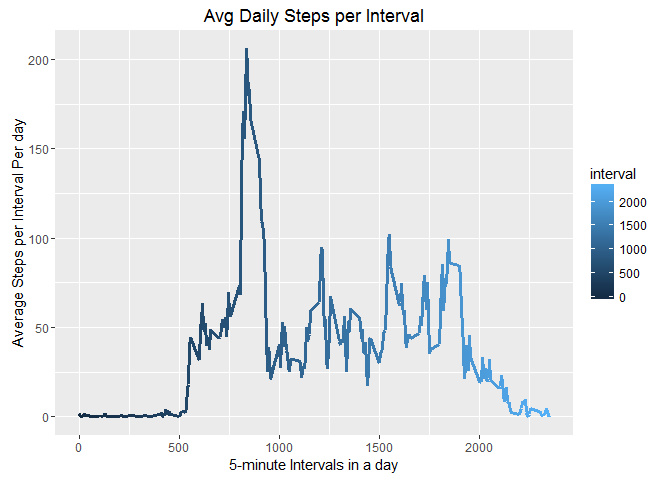 Avg Daily Steps per Interval
Average Steps per Interval Per day
200
150
100
50
0
0 500 1000 1500 2000
5-minute Intervals in a day
interval
2000
1500
1000
500
0